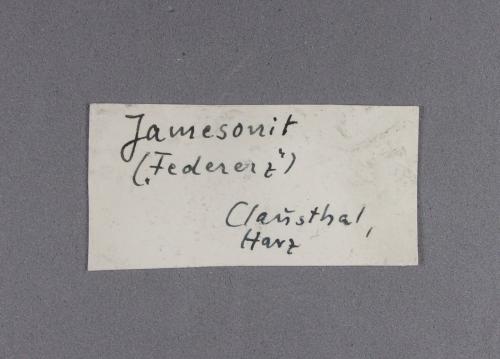 Jamesonit
(„Federerz“)
Clausthal,
Harz